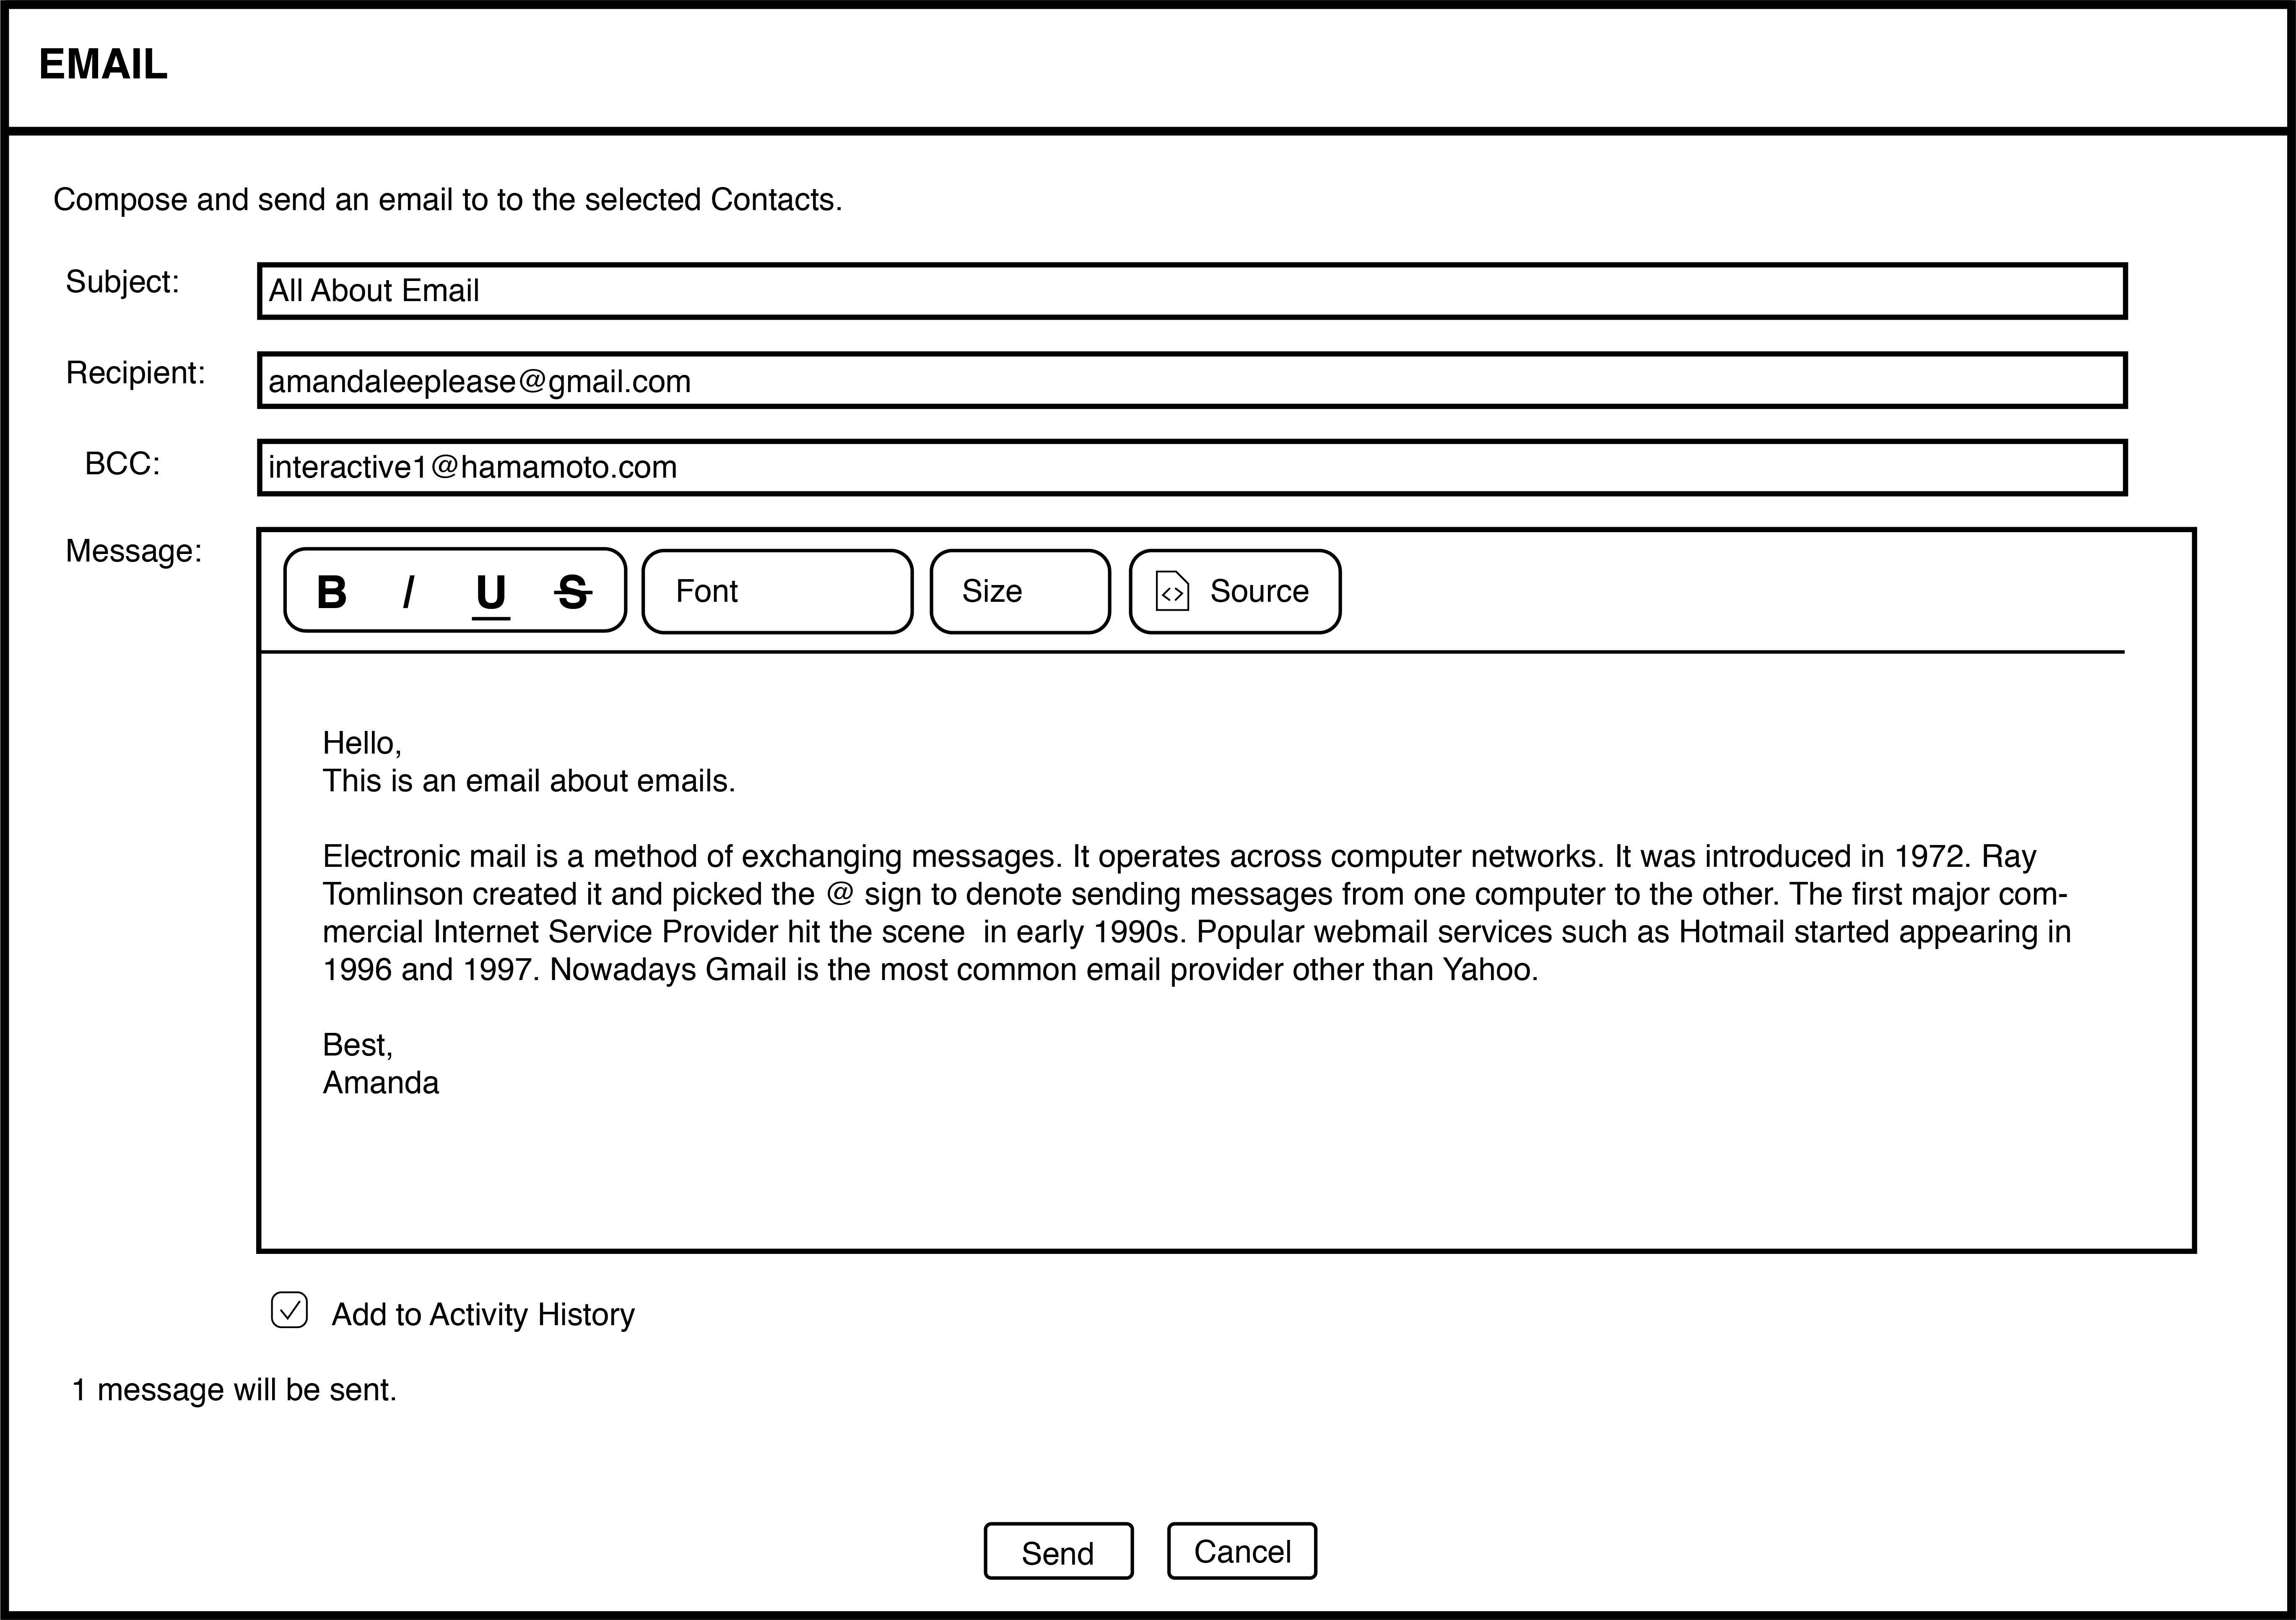 EMAIL
Compose and send an email to to the selected Contacts.
Subject: All About Email
Recipient: amandaleeplease@gmail.com
BCC: interactive1@hamamoto.com
Message:
B I U S Font Size <> Source
Hello,
This is an email about emails.
Electronic mail is a method of exchanging messages. It operates across computer networks. It was introduced in 1972. Ray
Tomlinson created it and picked the @ sign to denote sending messages from one computer to the other. The first major com-
mercial Internet Service Provider hit the scene  in early 1990s. Popular webmail services such as Hotmail started appearing in
1996 and 1997. Nowadays Gmail is the most common email provider other than Yahoo.
Best,
Amanda
Add to Activity History
1 message will be sent.
Send Cancel